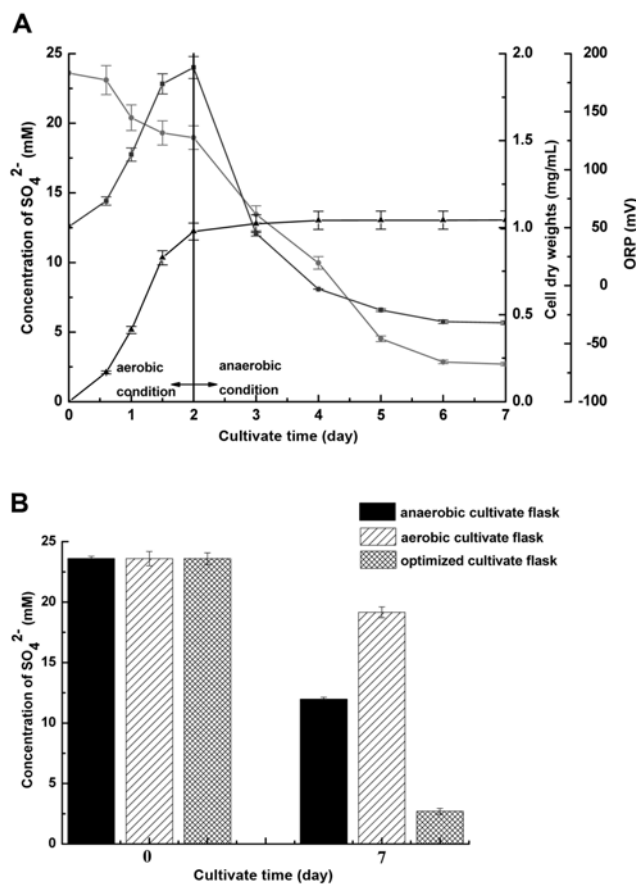 A
25
20
15
10
5
0
Concentration of SO₄²⁻ (mM)
2.0
1.5
1.0
0.5
0.0
Cell dry weights (mg/mL)
200
150
100
50
0
-50
-100
ORP (mV)
aerobic condition
anaerobic condition
0 1 2 3 4 5 6 7
Cultivate time (day)
B
anaerobic cultivate flask
aerobic cultivate flask
optimized cultivate flask
25
20
15
10
5
0
Concentration of SO₄²⁻ (mM)
0 7
Cultivate time (day)